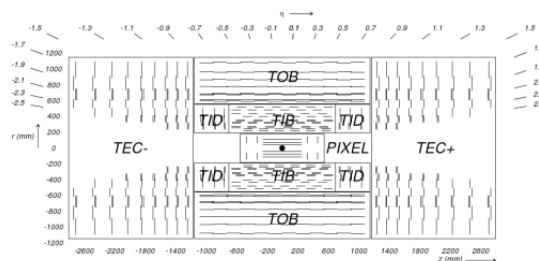 η
-1.5 -1.3 -1.1 -0.9 -0.7 -0.5 -0.3 -0.1 0.1 0.3 0.5 0.7 0.9 1.1 1.3 1.5
-1.7
-1.9
-2.1
-2.3
-2.5
1200
1000
800
600
400
200
0
-200
-400
-600
-800
-1000
-1200
r (mm)
TOB
TID TIB TID
TEC- PIXEL TEC+
TID TIB TID
TOB
-2600 -2200 -1800 -1400 -1000 -600 -200 200 600 1000 1400 1800 2200 2600
z (mm)